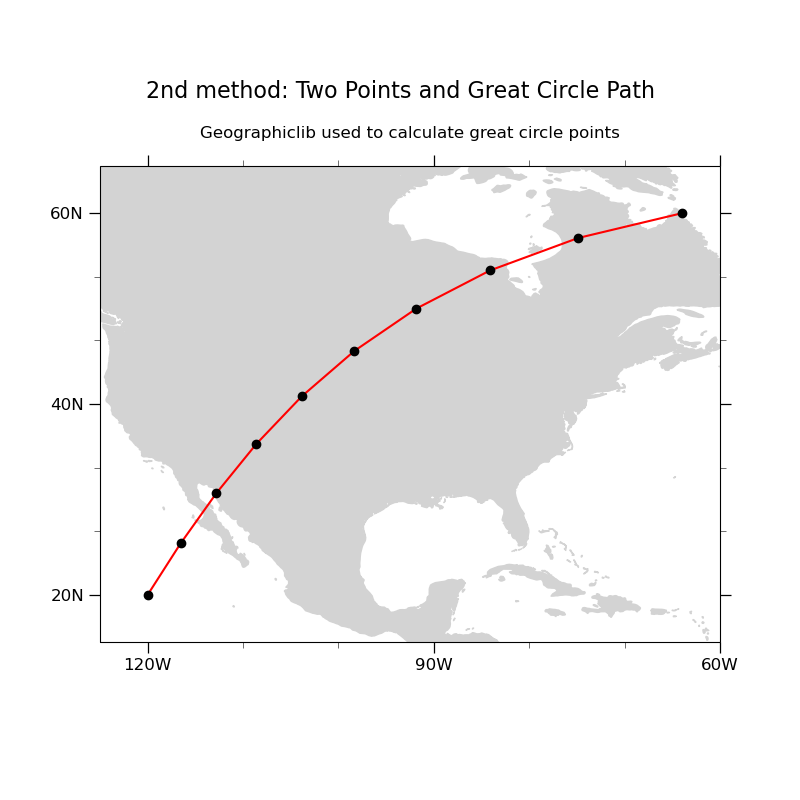 2nd method: Two Points and Great Circle Path
Geographiclib used to calculate great circle points
60N
40N
20N
120W
90W
60W